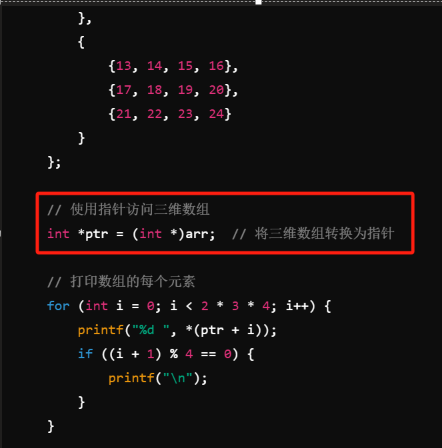 },
{
{13, 14, 15, 16},
{17, 18, 19, 20},
{21, 22, 23, 24}
}
};
// 使用指针访问三维数组
int *ptr = (int *)arr;  // 将三维数组转换为指针
// 打印数组的每个元素
for (int i = 0; i < 2 * 3 * 4; i++) {
printf("%d ", *(ptr + i));
if ((i + 1) % 4 == 0) {
printf("\n");
}
}